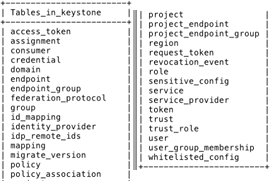 +--------------------+
| Tables_in_keystone
+--------------------+
| access_token
| assignment
| consumer
| credential
| domain
| endpoint
| endpoint_group
| federation_protocol
| group
| id_mapping
| identity_provider
| idp_remote_ids
| mapping
| migrate_version
| policy
| policy_association
| project
| project_endpoint
| project_endpoint_group
| region
| request_token
| revocation_event
| role
| sensitive_config
| service
| service_provider
| token
| trust
| trust_role
| user
| user_group_membership
| whitelisted_config
+------------------------+